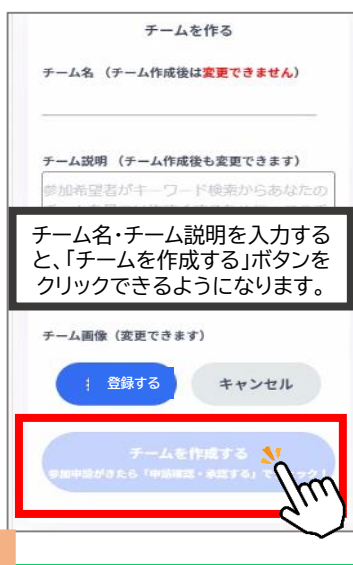 チームを作る
チーム名 （チーム作成後は変更できません）
チーム説明 （チーム作成後も変更できます）
参加希望者がキーワード検索からあなたの
チーム名・チーム説明を入力する
と、「チームを作成する」ボタンを
クリックできるようになります。
チーム画像（変更できます）
登録する
キャンセル
チームを作成する
参加申請がきたら「申請確認・承認する」で